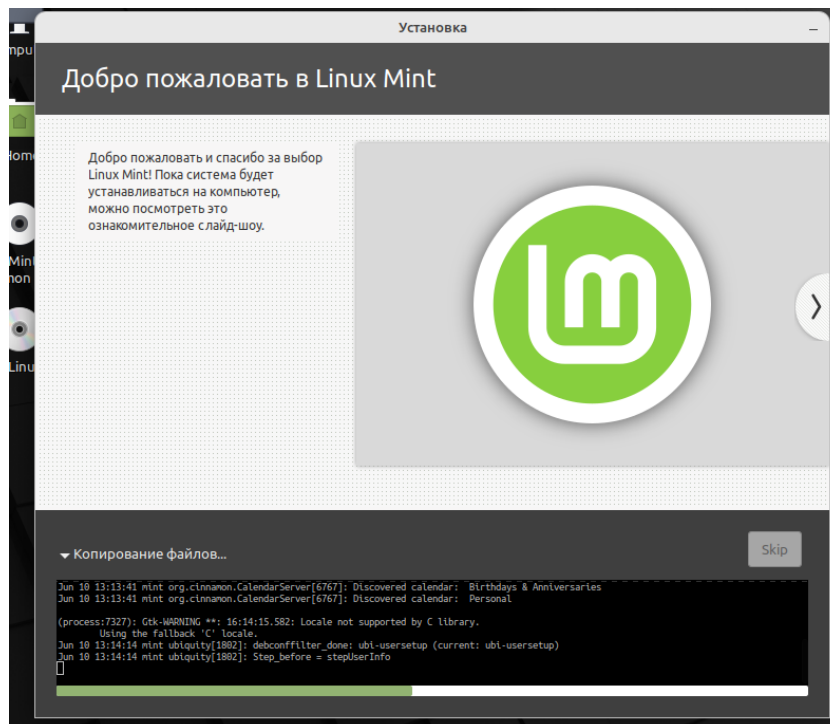 Установка
Добро пожаловать в Linux Mint
Добро пожаловать и спасибо за выбор
Linux Mint! Пока система будет
устанавливаться на компьютер,
можно посмотреть это
ознакомительное слайд-шоу.
Копирование файлов...
Skip
Jun 10 13:13:41 mint org.cinnamon.CalendarServer[6767]: Discovered calendar:  Birthdays & Anniversaries
Jun 10 13:13:41 mint org.cinnamon.CalendarServer[6767]: Discovered calendar:  Personal
(process:7327): Gtk-WARNING **: 16:14:15.582: Locale not supported by C library.
Using the fallback 'C' locale.
Jun 10 13:14:14 mint ubiquity[1802]: debconffilter_done: ubi-usersetup (current: ubi-usersetup)
Jun 10 13:14:14 mint ubiquity[1802]: Step_before = stepUserInfo